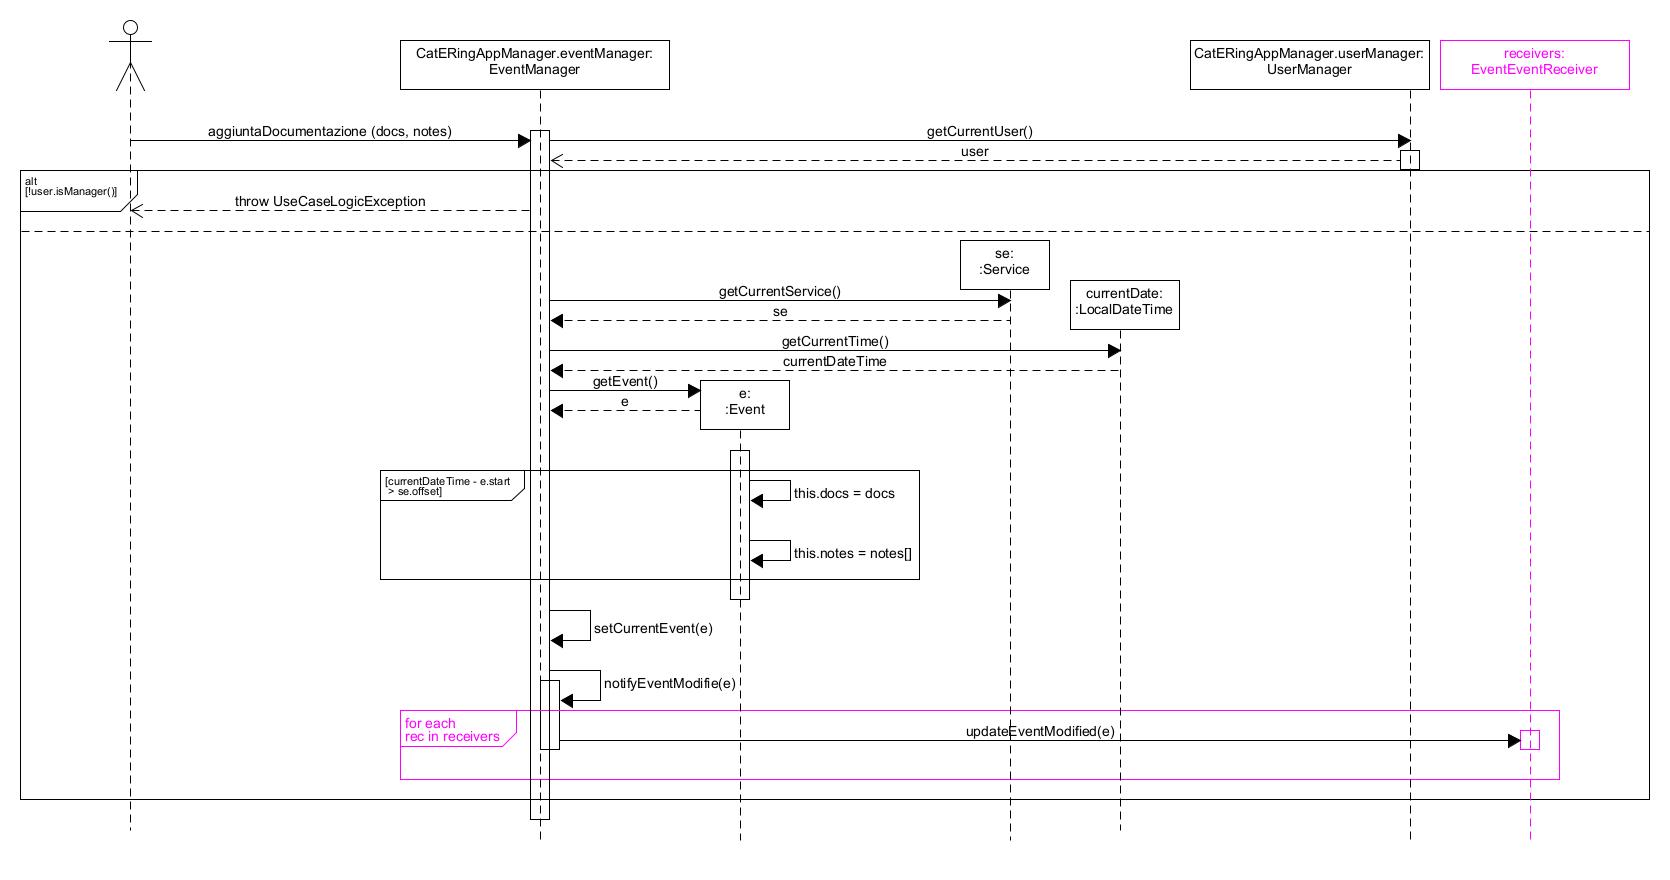 CatERingAppManager.eventManager:
EventManager
CatERingAppManager.userManager:
UserManager
receivers:
EventEventReceiver
aggiuntaDocumentazione (docs, notes)
getCurrentUser()
user
alt
[!user.isManager()]
throw UseCaseLogicException
se:
:Service
getCurrentService()
se
currentDate:
:LocalDateTime
getCurrentTime()
currentDateTime
getEvent()
e
e:
:Event
[currentDateTime - e.start
> se.offset]
this.docs = docs
this.notes = notes[]
setCurrentEvent(e)
notifyEventModifie(e)
for each
rec in receivers
updateEventModified(e)